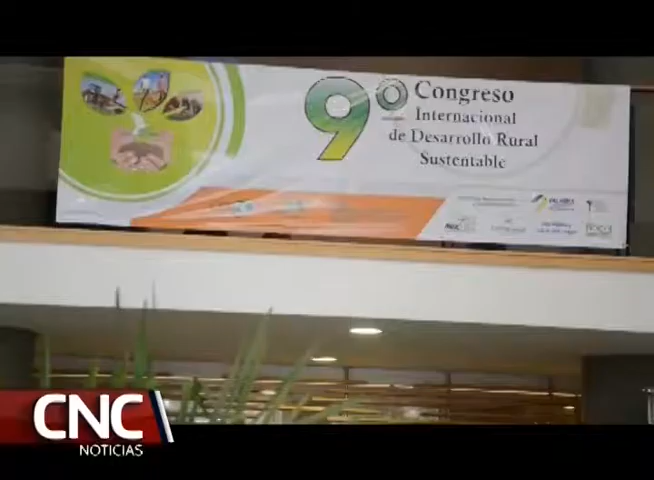 9º Congreso
Internacional
de Desarrollo Rural
Sustentable
CNC
NOTICIAS